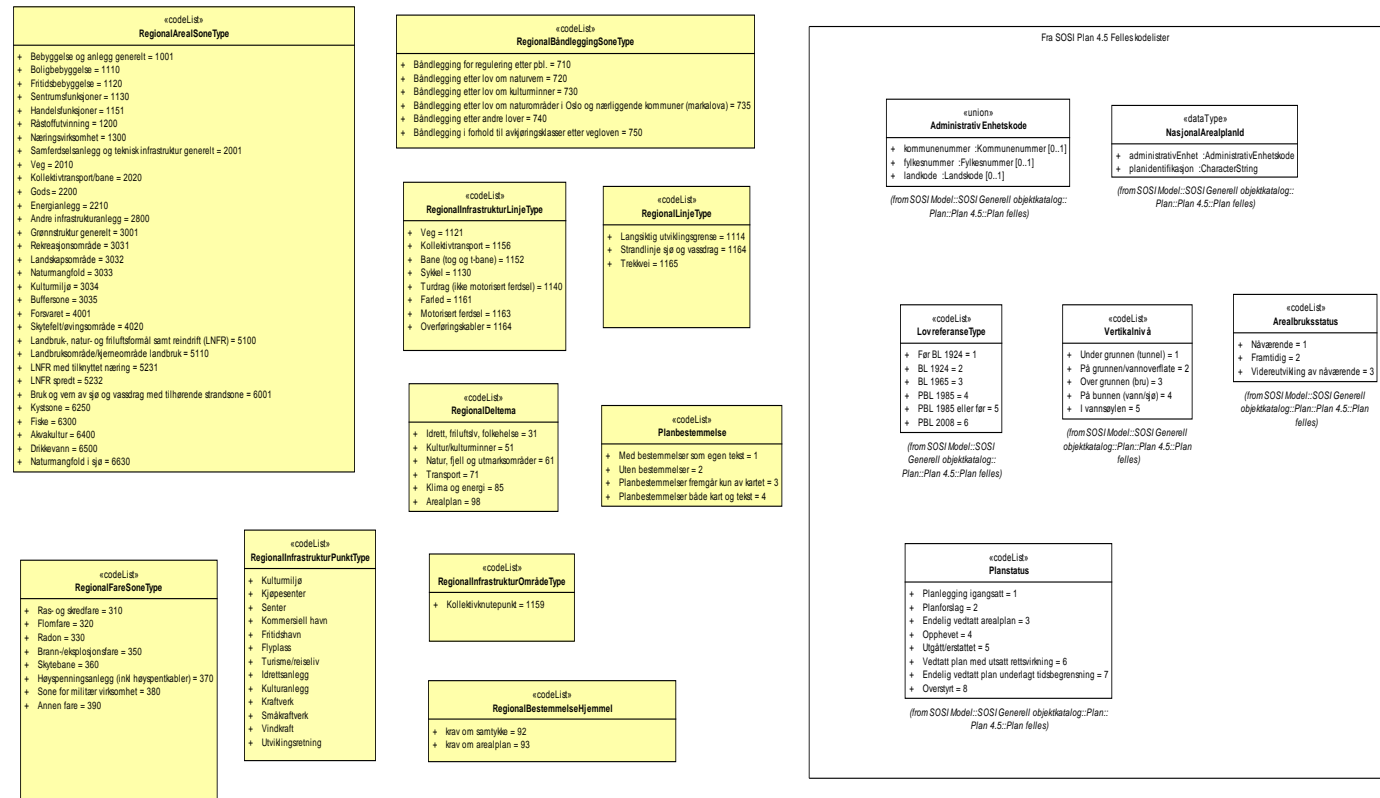 «codeList»
RegionalArealSoneType
+ Bebyggelse og anlegg generelt = 1001
+ Boligbebyggelse = 1110
+ Fritidsbebyggelse = 1120
+ Sentrumsfunksjoner = 1130
+ Handelsfunksjoner = 1151
+ Råstoffutvinning = 1200
+ Næringsvirksomhet = 1300
+ Samferdselsanlegg og teknisk infrastruktur generelt = 2001
+ Veg = 2010
+ Kollektivtransport/bane = 2020
+ Gods = 2200
+ Energianlegg = 2210
+ Andre infrastrukturanlegg = 2800
+ Grønnstruktur generelt = 3001
+ Rekreasjonsområde = 3031
+ Landskapsområde = 3032
+ Naturmangfold = 3033
+ Kulturmiljø = 3034
+ Buffersone = 3035
+ Forsvaret = 4001
+ Skytefelt/øvingsområde = 4020
+ Landbruk-, natur- og friluftsformål samt reindrift (LNFR) = 5100
+ Landbruksområde/kjerneområde landbruk = 5110
+ LNFR med tilknyttet næring = 5231
+ LNFR spredt = 5232
+ Bruk og vern av sjø og vassdrag med tilhørende strandsone = 6001
+ Kystsone = 6250
+ Fiske = 6300
+ Akvakultur = 6400
+ Drikkevann = 6500
+ Naturmangfold i sjø = 6630
«codeList»
RegionalBåndleggingSoneType
+ Båndlegging for regulering etter pbl. = 710
+ Båndlegging etter lov om naturvern = 720
+ Båndlegging etter lov om kulturminner = 730
+ Båndlegging etter lov om naturområder i Oslo og nærliggende kommuner (markalova) = 735
+ Båndlegging etter andre lover = 740
+ Båndlegging i forhold til avkjøringsklasser etter vegloven = 750
«codeList»
RegionalInfrastrukturLinjeType
+ Veg = 1121
+ Kollektivtransport = 1156
+ Bane (tog og t-bane) = 1152
+ Sykkel = 1130
+ Turdrag (ikke motorisert ferdsel) = 1140
+ Farled = 1161
+ Motorisert ferdsel = 1163
+ Overføringskabler = 1164
«codeList»
RegionalLinjeType
+ Langsiktig utviklingsgrense = 1114
+ Strandlinje sjø og vassdrag = 1164
+ Trekkvei = 1165
«codeList»
RegionalDeltema
+ Idrett, friluftslv, folkehelse = 31
+ Kultur/kulturminner = 51
+ Natur, fjell og utmarksområder = 61
+ Transport = 71
+ Klima og energi = 85
+ Arealplan = 98
«codeList»
Planbestemmelse
+ Med bestemmelser som egen tekst = 1
+ Uten bestemmelser = 2
+ Planbestemmelser fremgår kun av kartet = 3
+ Planbestemmelser både kart og tekst = 4
«codeList»
RegionalFareSoneType
+ Ras- og skredfare = 310
+ Flomfare = 320
+ Radon = 330
+ Brann-/eksplosjonsfare = 350
+ Skytebane = 360
+ Høyspenningsanlegg (inkl høyspentkabler) = 370
+ Sone for militær virksomhet = 380
+ Annen fare = 390
«codeList»
RegionalInfrastrukturPunktType
+ Kulturmiljø
+ Kjøpesenter
+ Senter
+ Kommersiell havn
+ Fritidshavn
+ Flyplass
+ Turisme/reiseliv
+ Idrettsanlegg
+ Kulturanlegg
+ Kraftverk
+ Småkraftverk
+ Vindkraft
+ Utviklingsretning
«codeList»
RegionalInfrastrukturOmrådeType
+ Kollektivknutepunkt = 1159
«codeList»
RegionalBestemmelseHjemmel
+ krav om samtykke = 92
+ krav om arealplan = 93
Fra SOSI Plan 4.5 Felles kodelister
«union»
AdministrativEnhetskode
+ kommunenummer :Kommunenummer [0..1]
+ fylkesnummer :Fylkesnummer [0..1]
+ landkode :Landskode [0..1]
(from SOSI Model::SOSI Generell objektkatalog::
Plan::Plan 4.5::Plan felles)
«dataType»
NasjonalArealplanId
+ administrativEnhet :AdministrativEnhetskode
+ planidentifikasjon :CharacterString
(from SOSI Model::SOSI Generell objektkatalog::
Plan::Plan 4.5::Plan felles)
«codeList»
LovreferanseType
+ Før BL 1924 = 1
+ BL 1924 = 2
+ BL 1965 = 3
+ PBL 1985 = 4
+ PBL 1985 eller før = 5
+ PBL 2008 = 6
(from SOSI Model::SOSI
Generell objektkatalog::
Plan::Plan 4.5::Plan felles)
«codeList»
Vertikalnivå
+ Under grunnen (tunnel) = 1
+ På grunnen/vannoverflate = 2
+ Over grunnen (bru) = 3
+ På bunnen (vann/sjø) = 4
+ I vannsøylen = 5
(from SOSI Model::SOSI Generell
objektkatalog::Plan::Plan 4.5::Plan
felles)
«codeList»
Arealbruksstatus
+ Nåværende = 1
+ Framtidig = 2
+ Videreutvikling av nåværende = 3
(from SOSI Model::SOSI Generell
objektkatalog::Plan::Plan 4.5::Plan
felles)
«codeList»
Planstatus
+ Planlegging igangsatt = 1
+ Planforslag = 2
+ Endelig vedtatt arealplan = 3
+ Opphevet = 4
+ Utgått/erstattet = 5
+ Vedtatt plan med utsatt rettsvirkning = 6
+ Endelig vedtatt plan underlagt tidsbegrensning = 7
+ Overstyrt = 8
(from SOSI Model::SOSI Generell objektkatalog::Plan::
Plan 4.5::Plan felles)